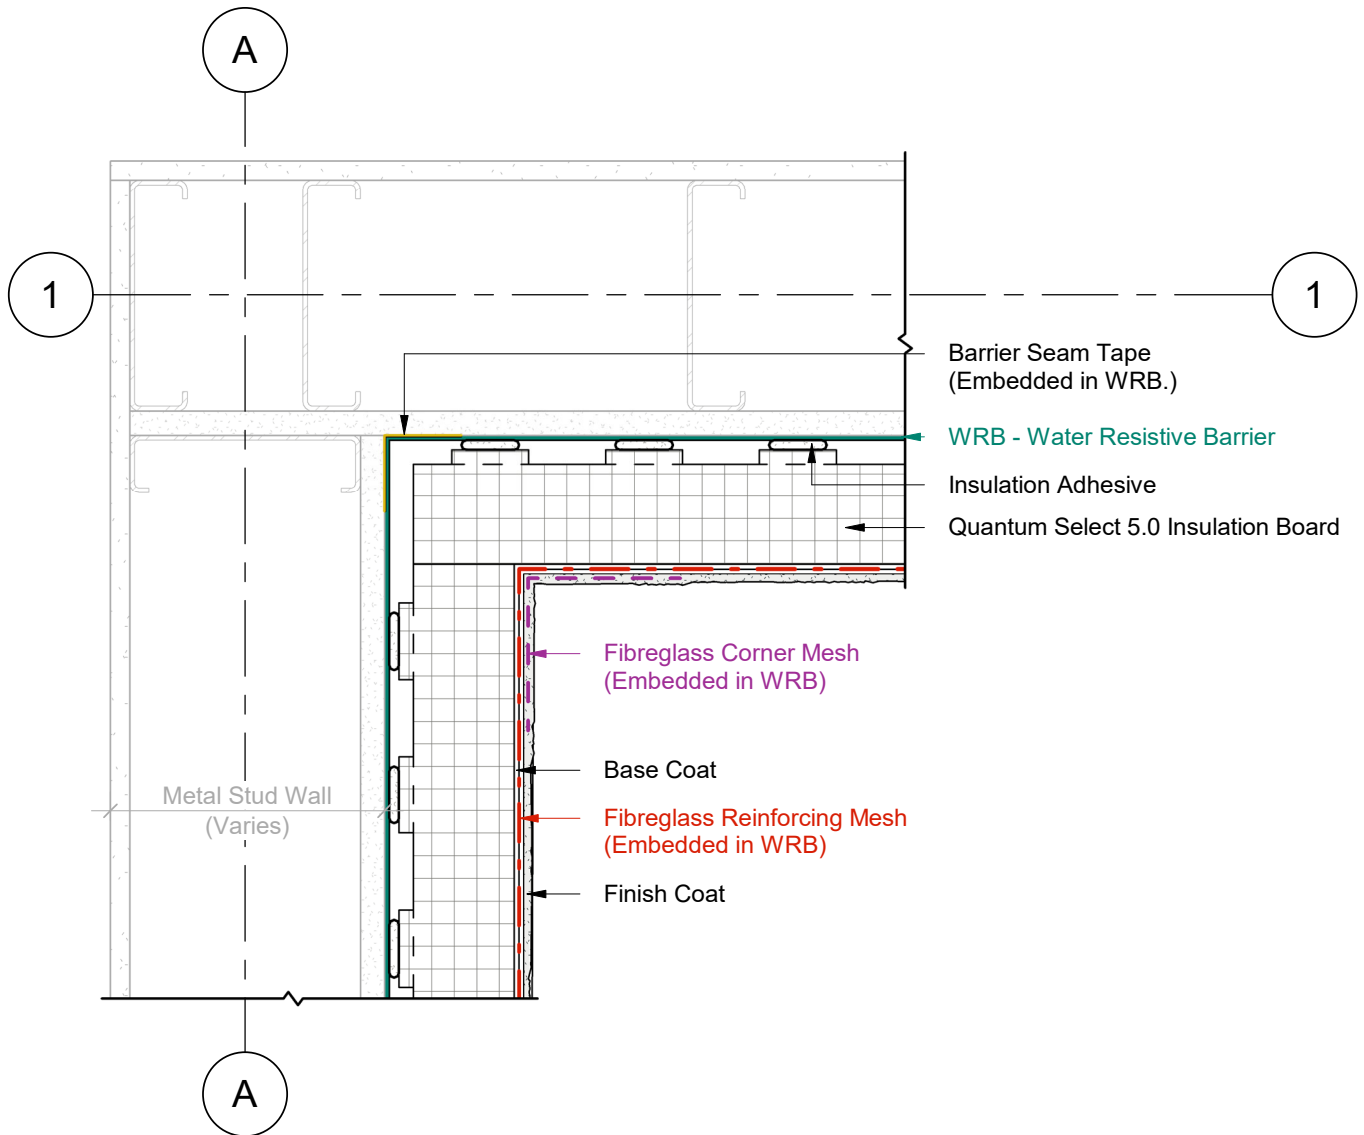 A
1
1
Barrier Seam Tape
(Embedded in WRB.)
WRB - Water Resistive Barrier
Insulation Adhesive
Quantum Select 5.0 Insulation Board
Fibreglass Corner Mesh
(Embedded in WRB)
Base Coat
Metal Stud Wall
(Varies)
Fibreglass Reinforcing Mesh
(Embedded in WRB)
Finish Coat
A